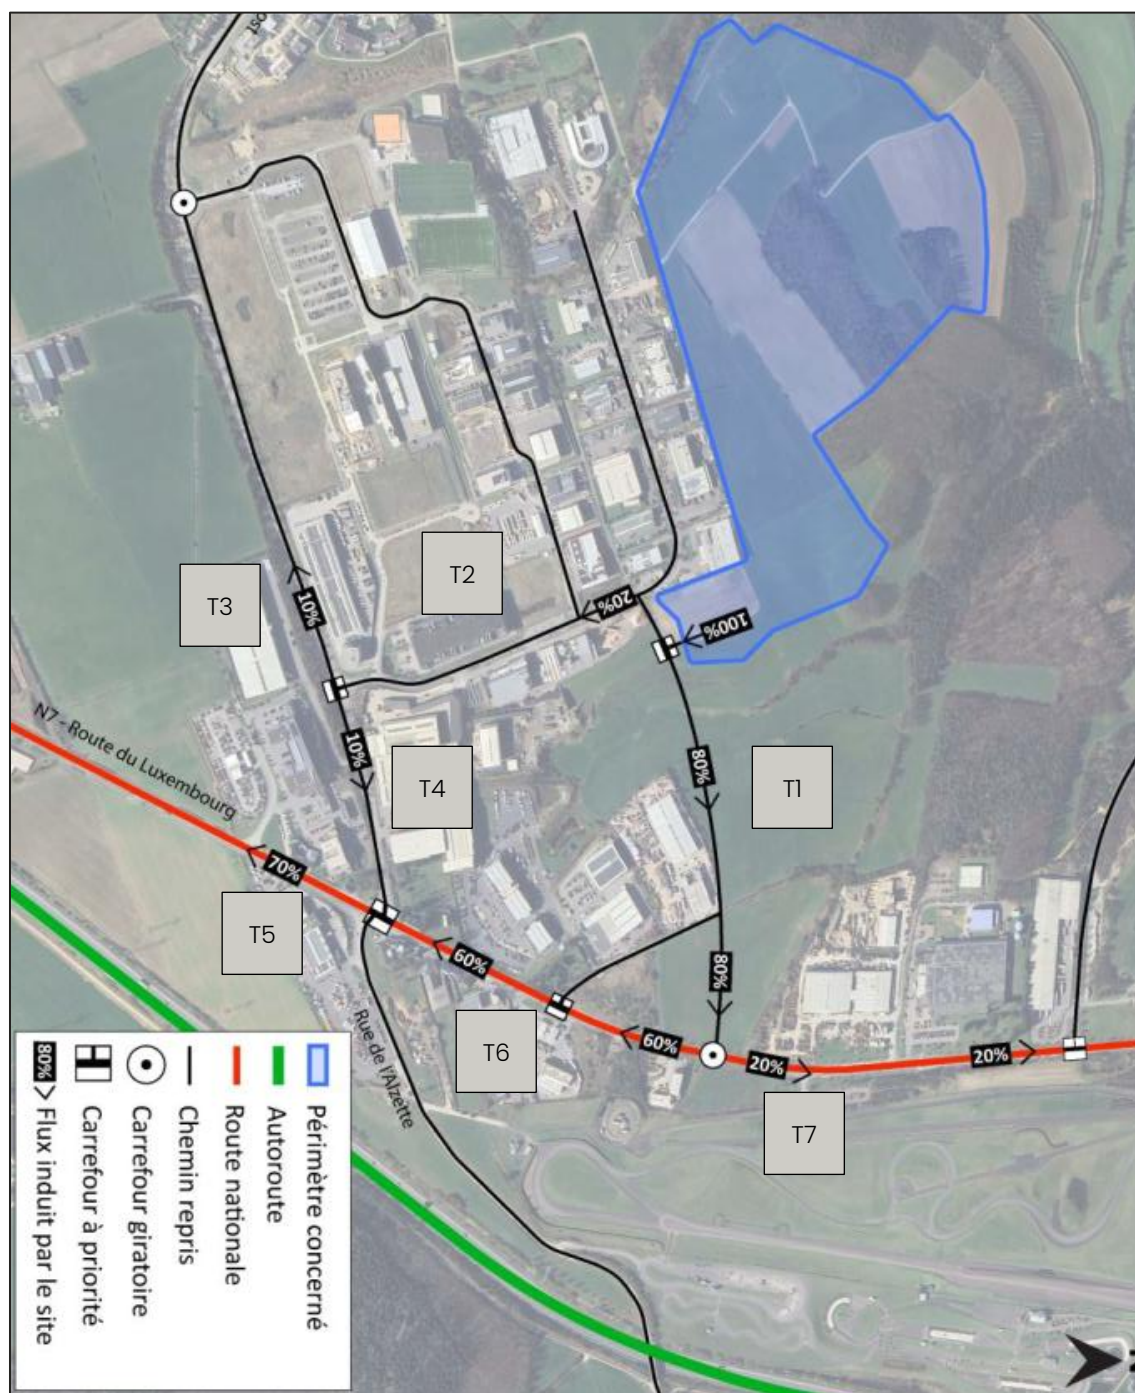 ost
T2
T3
20%
100%
10%
N7 - Route du Luxembourg
10%
T4
80%
T1
70%
T5
60%
80%
T6
60%
20%
20%
Rue de l'Alzette
T7
Périmètre concerné
Autoroute
Route nationale
Chemin repris
Carrefour giratoire
Carrefour à priorité
80% Flux induit par le site